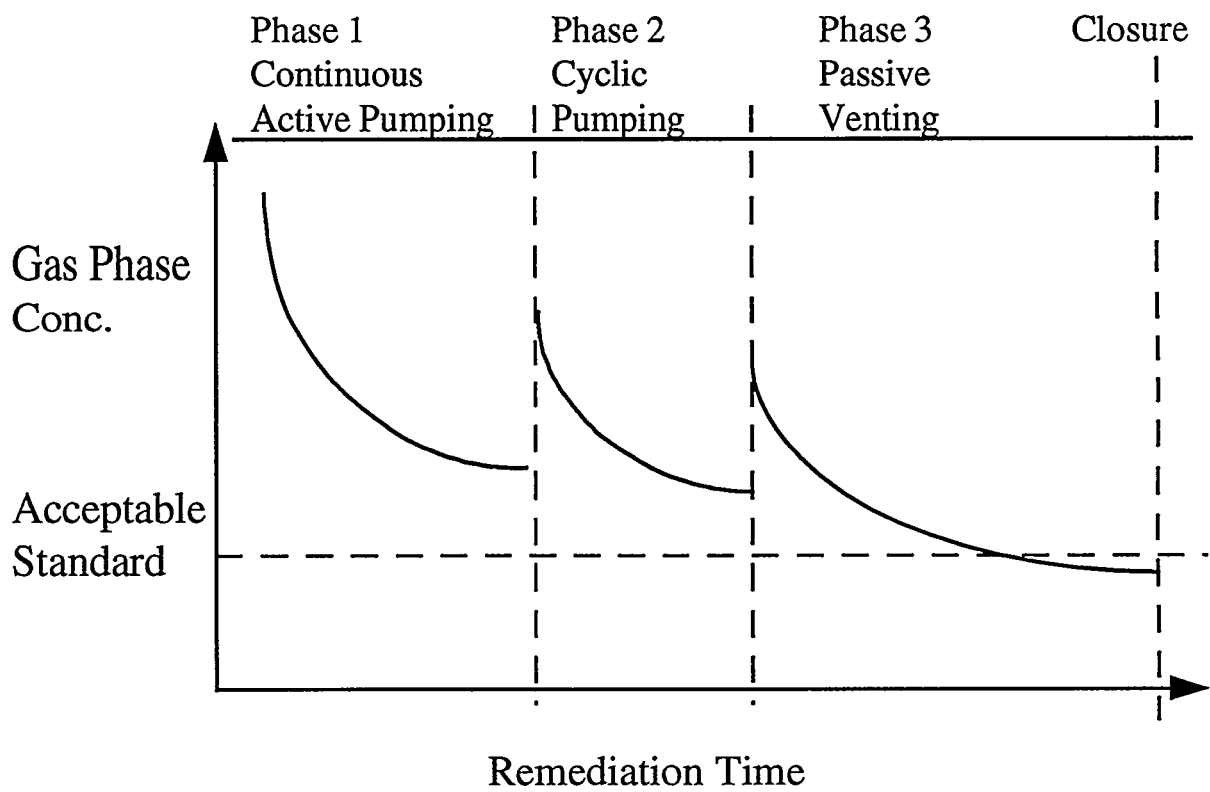 Phase 1
Continuous
Active Pumping
Phase 2
Cyclic
Pumping
Phase 3
Passive
Venting
Closure
Gas Phase
Conc.
Acceptable
Standard
Remediation Time